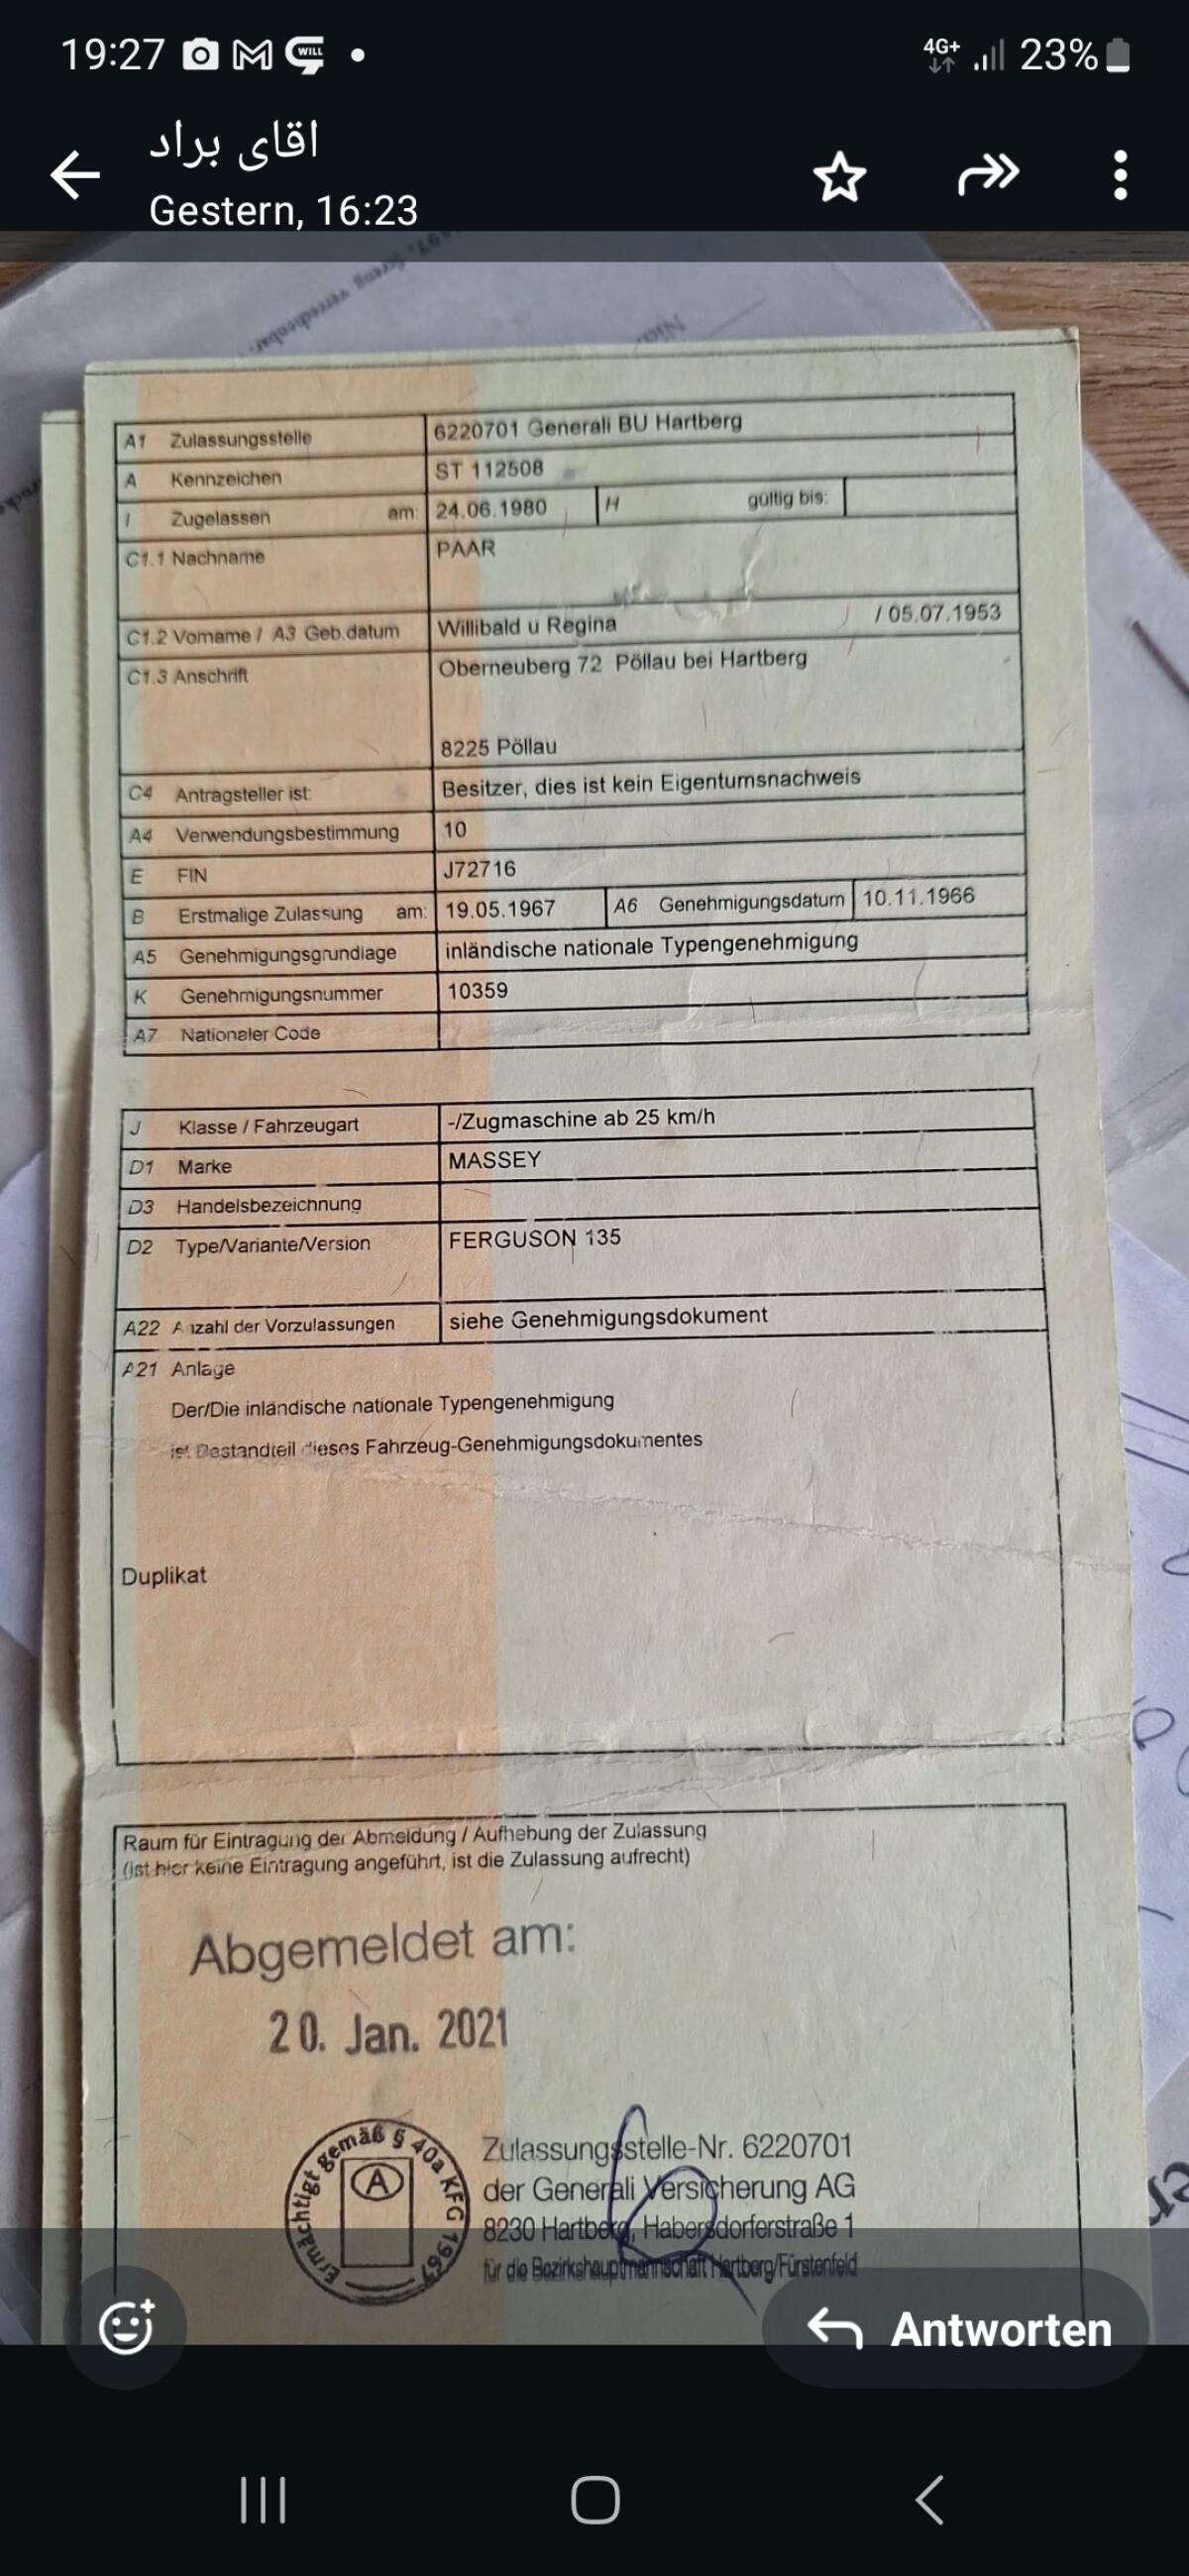 19:27
WILL
4G+
23%
اقای براد
Gestern, 16:23
A1 Zulassungsstelle 6220701 Generali BU Hartberg
A Kennzeichen ST 112508
I Zugelassen am: 24.06.1980 H gültig bis:
C1.1 Nachname PAAR
C1.2 Vorname / A3 Geb.datum Willibald u Regina / 05.07.1953
C1.3 Anschrift Oberneuberg 72 Pöllau bei Hartberg
8225 Pöllau
C4 Antragsteller ist: Besitzer, dies ist kein Eigentumsnachweis
A4 Verwendungsbestimmung 10
E FIN J72716
B Erstmalige Zulassung am: 19.05.1967 A6 Genehmigungsdatum 10.11.1966
A5 Genehmigungsgrundlage inländische nationale Typengenehmigung
K Genehmigungsnummer 10359
A7 Nationaler Code
J Klasse / Fahrzeugart -/Zugmaschine ab 25 km/h
D1 Marke MASSEY
D3 Handelsbezeichnung
D2 Type/Variante/Version FERGUSON 135
A22 Anzahl der Vorzulassungen siehe Genehmigungsdokument
A21 Anlage
Der/Die inländische nationale Typengenehmigung
ist Bestandteil dieses Fahrzeug-Genehmigungsdokumentes
Duplikat
Raum für Eintragung der Abmeldung / Aufhebung der Zulassung
(ist hier keine Eintragung angeführt, ist die Zulassung aufrecht)
Abgemeldet am:
20. Jan. 2021
Ermächtigt gemäß § 40a KFG 1967
A
Zulassungsstelle-Nr. 6220701
der Generali Versicherung AG
8230 Hartberg, Habersdorferstraße 1
für die Bezirkshauptmannschaft Hartberg/Fürstenfeld
Antworten